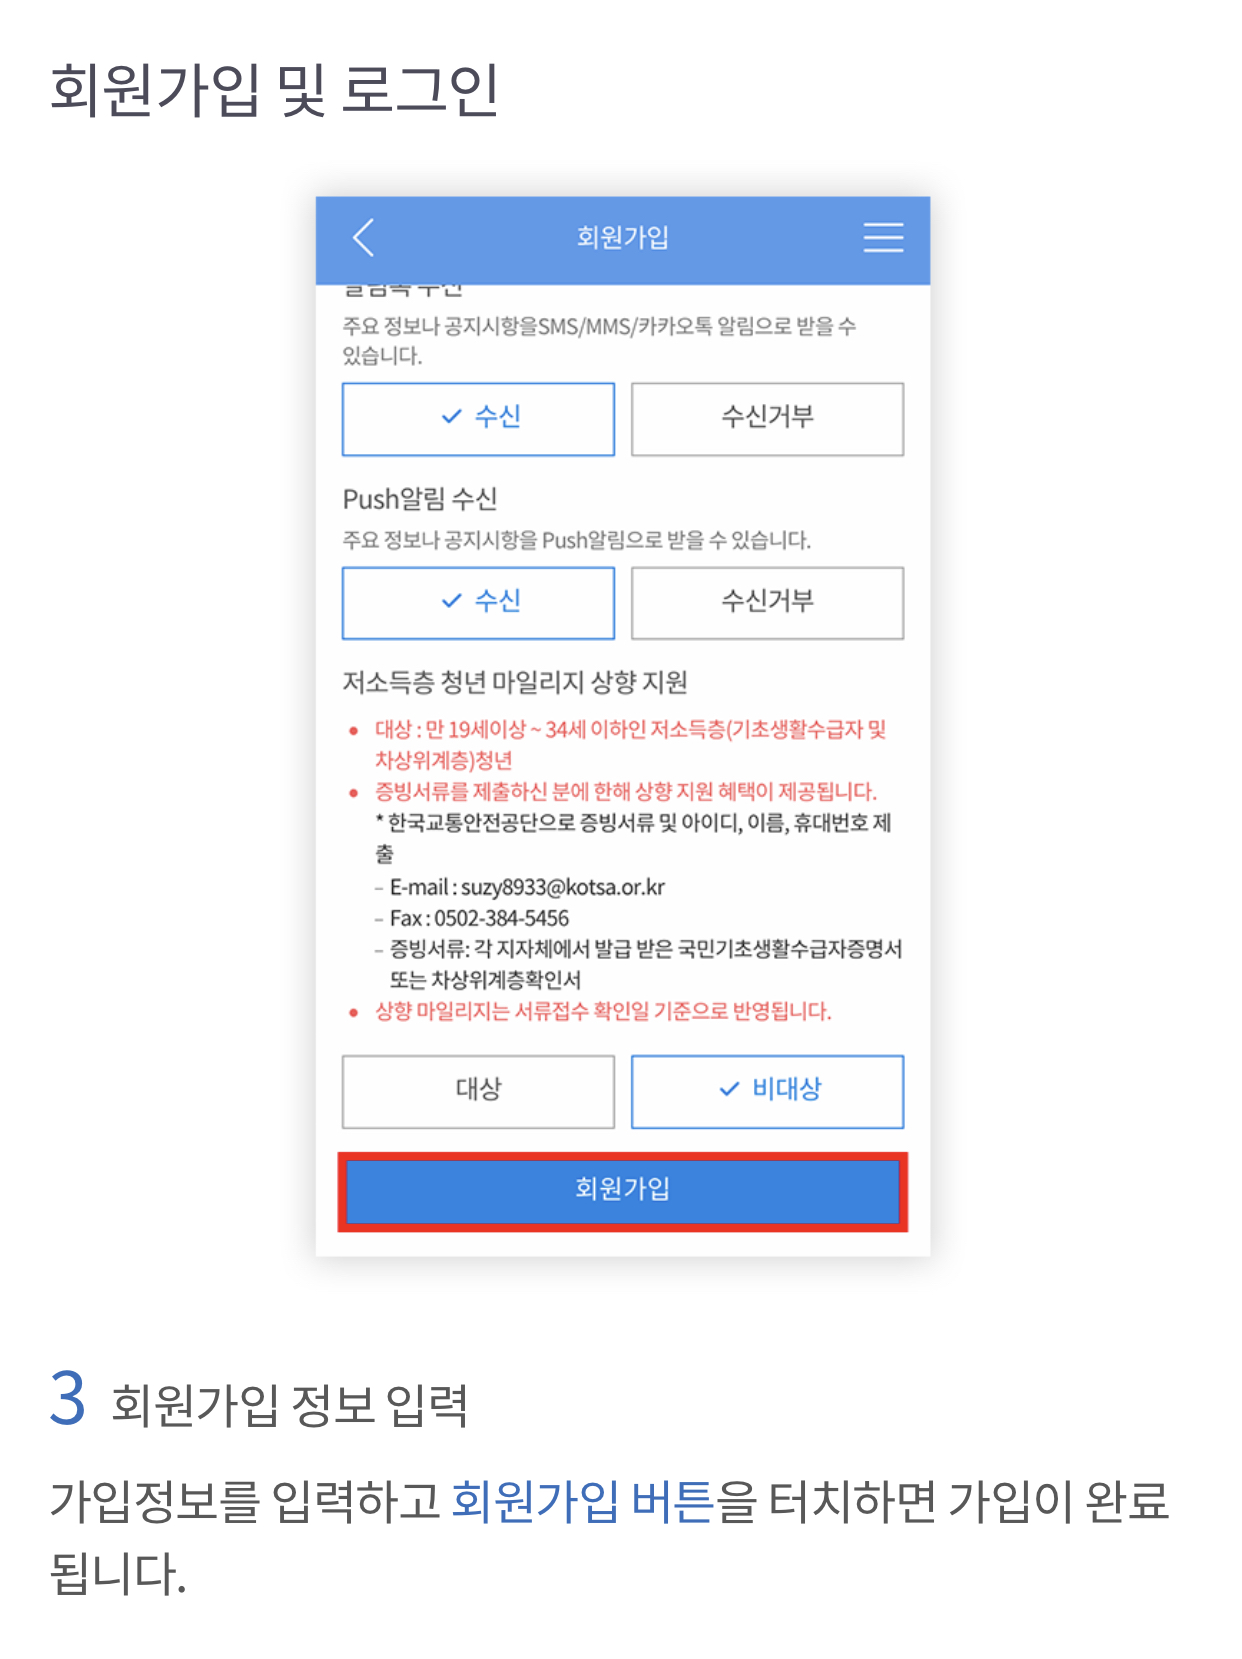 회원가입 및 로그인
회원가입
알림톡 수신
주요 정보나 공지시항을SMS/MMS/카카오톡 알림으로 받을 수
있습니다.
✓ 수신
수신거부
Push알림 수신
주요 정보나 공지시항을 Push알림으로 받을 수 있습니다.
✓ 수신
수신거부
저소득층 청년 마일리지 상향 지원
• 대상 : 만 19세이상 ~ 34세 이하인 저소득층(기초생활수급자 및
차상위계층)청년
• 증빙서류를 제출하신 분에 한해 상향 지원 혜택이 제공됩니다.
* 한국교통안전공단으로 증빙서류 및 아이디, 이름, 휴대번호 제
출
– E-mail : suzy8933@kotsa.or.kr
– Fax : 0502-384-5456
– 증빙서류: 각 지자체에서 발급 받은 국민기초생활수급자증명서
또는 차상위계층확인서
• 상향 마일리지는 서류접수 확인일 기준으로 반영됩니다.
대상
✓ 비대상
회원가입
3 회원가입 정보 입력
가입정보를 입력하고 회원가입 버튼을 터치하면 가입이 완료
됩니다.